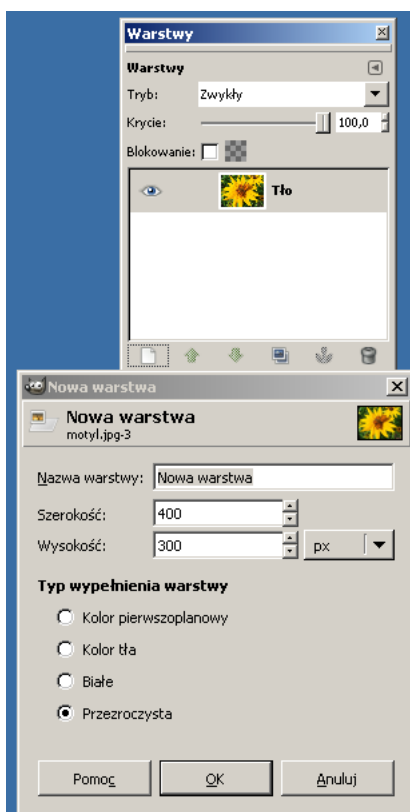 Warstwy
Warstwy
Tryb: Zwykły
Krycie: 100,0
Blokowanie:
Tło
Nowa warstwa
Nowa warstwa
motyl.jpg-3
Nazwa warstwy: Nowa warstwa
Szerokość: 400
Wysokość: 300 px
Typ wypełnienia warstwy
Kolor pierwszoplanowy
Kolor tła
Białe
Przezroczysta
Pomoc OK Anuluj